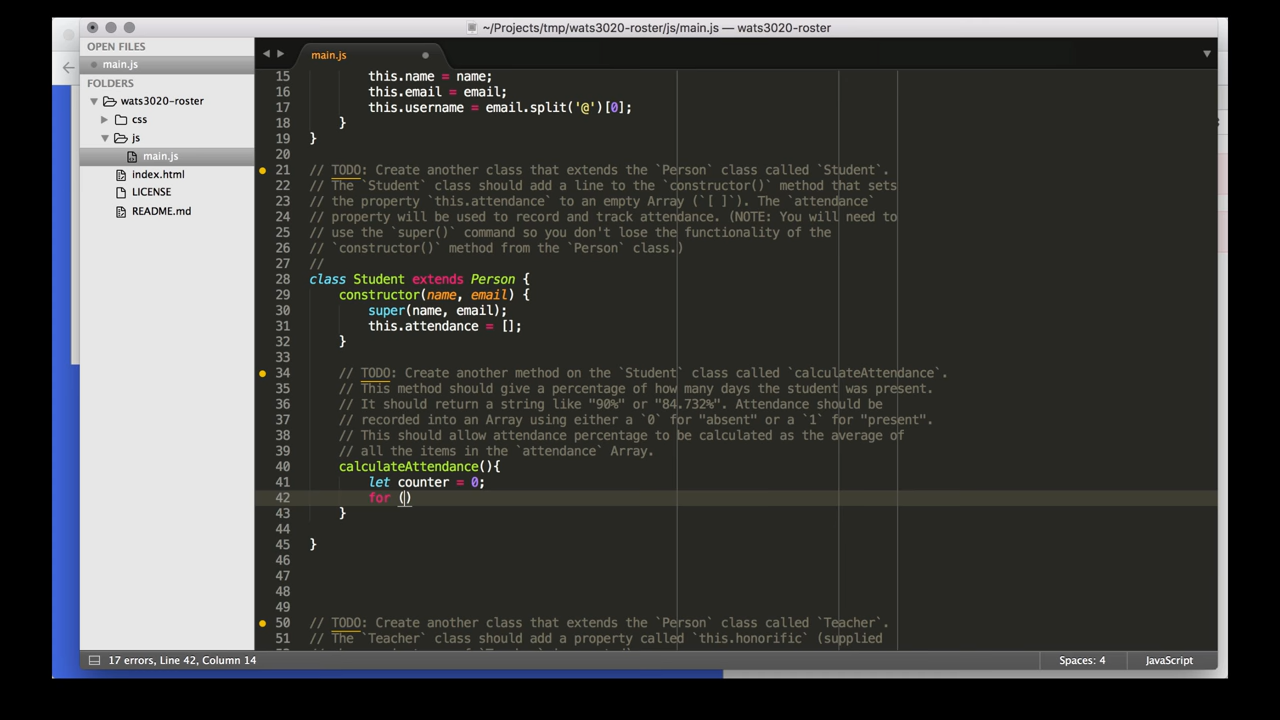 ~/Projects/tmp/wats3020-roster/js/main.js — wats3020-roster
OPEN FILES
main.js
FOLDERS
wats3020-roster
css
js
main.js
index.html
LICENSE
README.md
main.js
15 this.name = name;
16 this.email = email;
17 this.username = email.split('@')[0];
18 }
19 }
20
21 // TODO: Create another class that extends the `Person` class called `Student`.
22 // The `Student` class should add a line to the `constructor()` method that sets
23 // the property `this.attendance` to an empty Array (`[ ]`). The `attendance`
24 // property will be used to record and track attendance. (NOTE: You will need to
25 // use the `super()` command so you don't lose the functionality of the
26 // `constructor()` method from the `Person` class.)
27 //
28 class Student extends Person {
29 constructor(name, email) {
30 super(name, email);
31 this.attendance = [];
32 }
33
34 // TODO: Create another method on the `Student` class called `calculateAttendance`.
35 // This method should give a percentage of how many days the student was present.
36 // It should return a string like "90%" or "84.732%". Attendance should be
37 // recorded into an Array using either a `0` for "absent" or a `1` for "present".
38 // This should allow attendance percentage to be calculated as the average of
39 // all the items in the `attendance` Array.
40 calculateAttendance(){
41 let counter = 0;
42 for ()
43 }
44
45 }
46
47
48
49
50 // TODO: Create another class that extends the `Person` class called `Teacher`.
51 // The `Teacher` class should add a property called `this.honorific` (supplied
17 errors, Line 42, Column 14
Spaces: 4
JavaScript